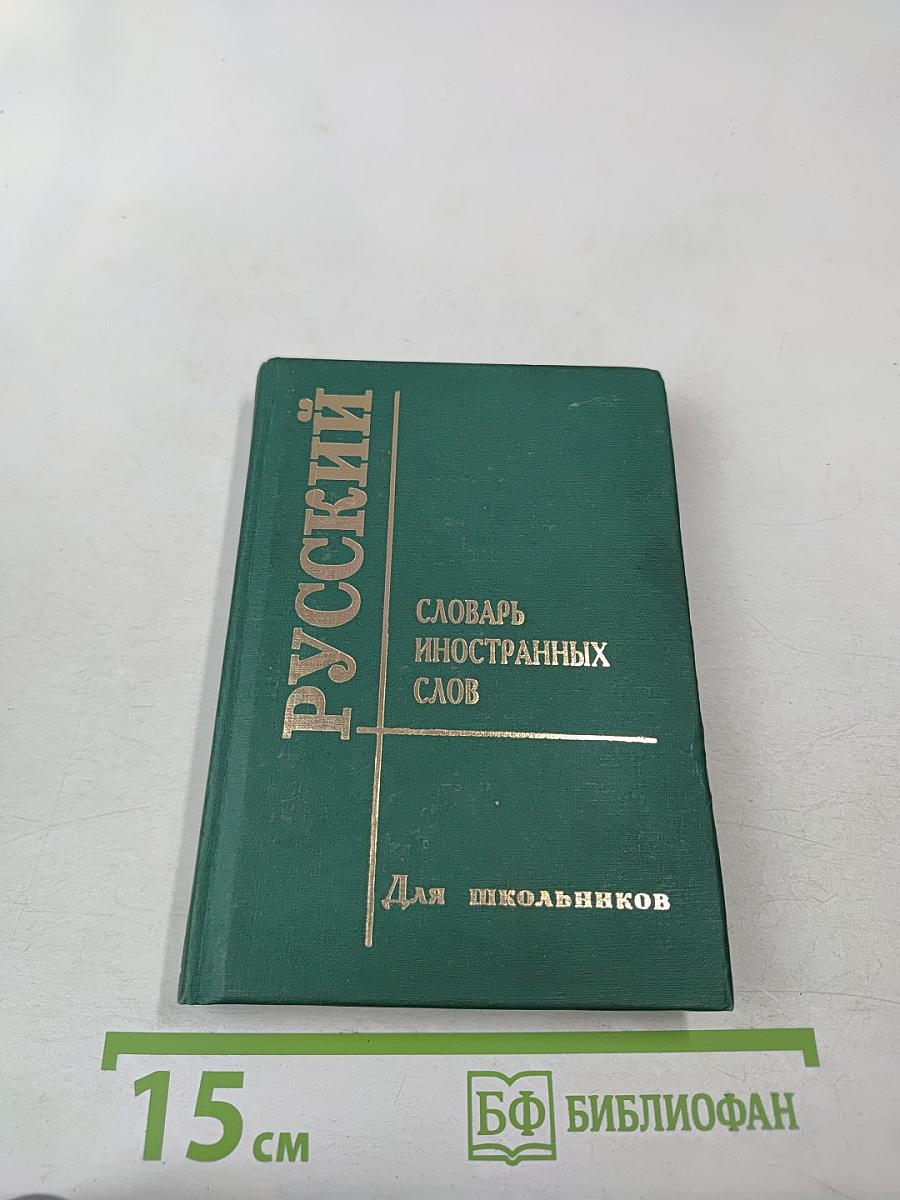 РУССКИЙ
СЛОВАРЬ
ИНОСТРАННЫХ
СЛОВ
Для школьников
15 см
БФ БИБЛИОФАН